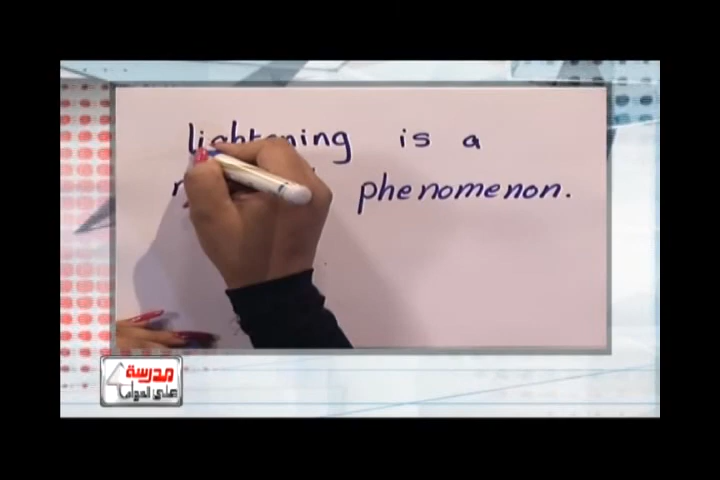 lightening is a
phenomenon.
مدرسة
على الهواء